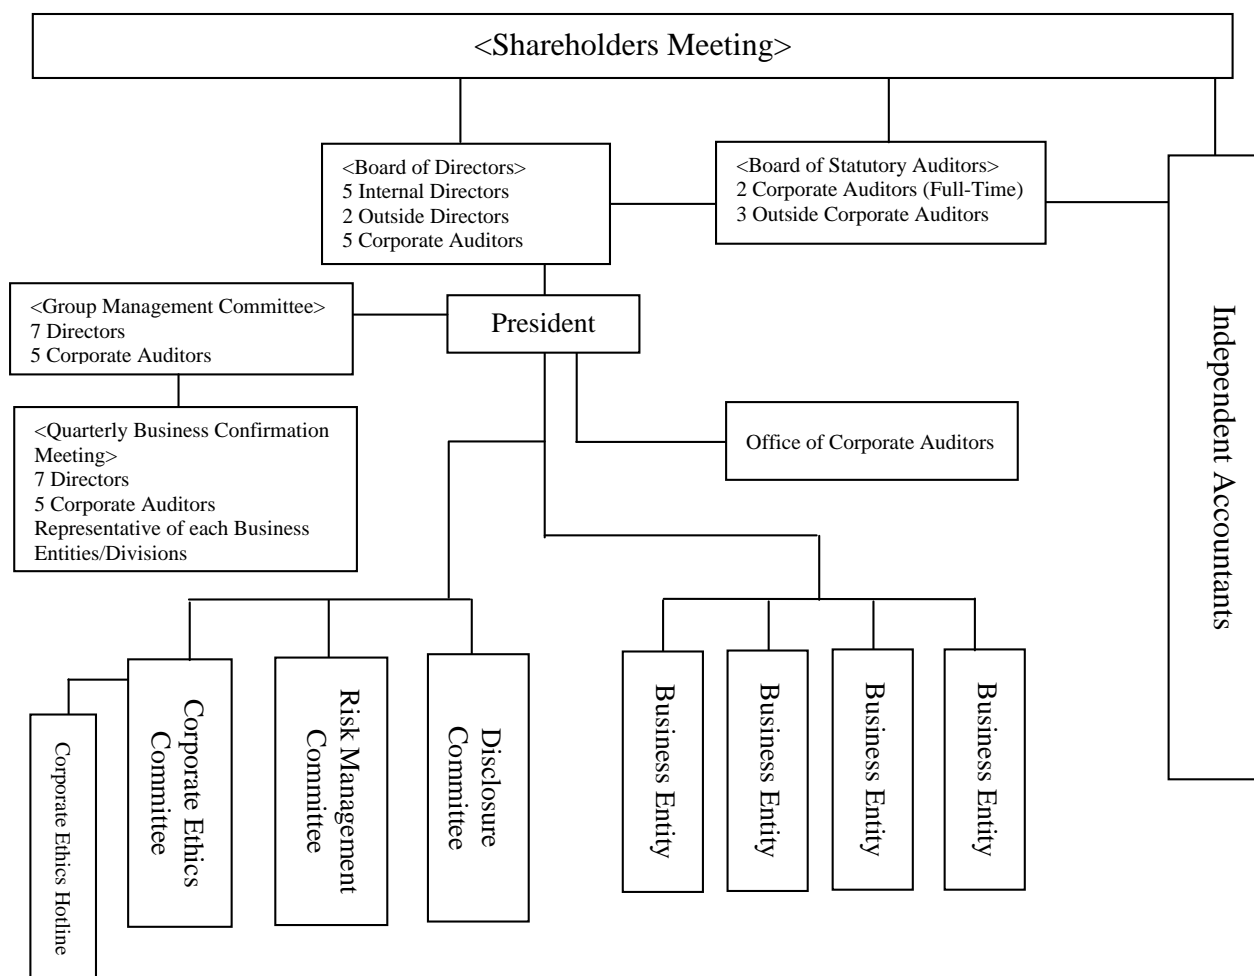 <Shareholders Meeting>
<Board of Directors>
5 Internal Directors
2 Outside Directors
5 Corporate Auditors
<Board of Statutory Auditors>
2 Corporate Auditors (Full-Time)
3 Outside Corporate Auditors
<Group Management Committee>
7 Directors
5 Corporate Auditors
President
Independent Accountants
<Quarterly Business Confirmation
Meeting>
7 Directors
5 Corporate Auditors
Representative of each Business
Entities/Divisions
Office of Corporate Auditors
Corporate Ethics Hotline
Corporate Ethics
Committee
Risk Management
Committee
Disclosure
Committee
Business Entity
Business Entity
Business Entity
Business Entity